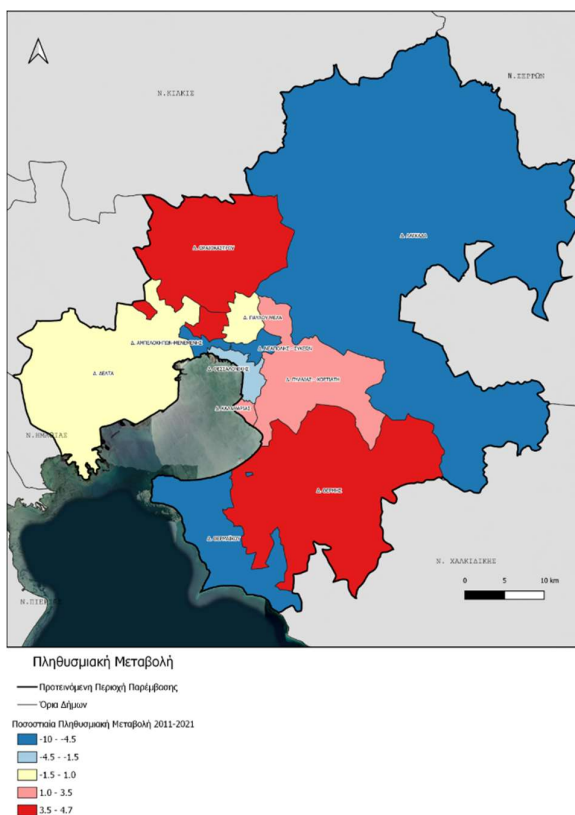 Ν.ΚΙΛΚΙΣ
Ν.ΣΕΡΡΩΝ
Δ. ΩΡΑΙΟΚΑΣΤΡΟΥ
Δ. ΛΑΓΚΑΔΑ
Δ. ΠΑΥΛΟΥ ΜΕΛΑ
Δ. ΑΜΠΕΛΟΚΗΠΩΝ-ΜΕΝΕΜΕΝΗΣ
Δ. ΝΕΑΠΟΛΗΣ - ΣΥΚΕΩΝ
Δ. ΔΕΛΤΑ
Δ. ΘΕΣΣΑΛΟΝΙΚΗΣ
Δ. ΠΥΛΑΙΑΣ - ΧΟΡΤΙΑΤΗ
Δ. ΚΑΛΑΜΑΡΙΑΣ
Ν.ΗΜΑΘΙΑΣ
Δ. ΘΕΡΜΗΣ
Δ. ΘΕΡΜΑΪΚΟΥ
Ν. ΧΑΛΚΙΔΙΚΗΣ
0 5 10 km
Ν.ΠΙΕΡΙΑΣ
Πληθυσμιακή Μεταβολή
Προτεινόμενη Περιοχή Παρέμβασης
Όρια Δήμων
Ποσοστιαία Πληθυσμιακή Μεταβολή 2011-2021
-10 - -4.5
-4.5 - -1.5
-1.5 - 1.0
1.0 - 3.5
3.5 - 4.7